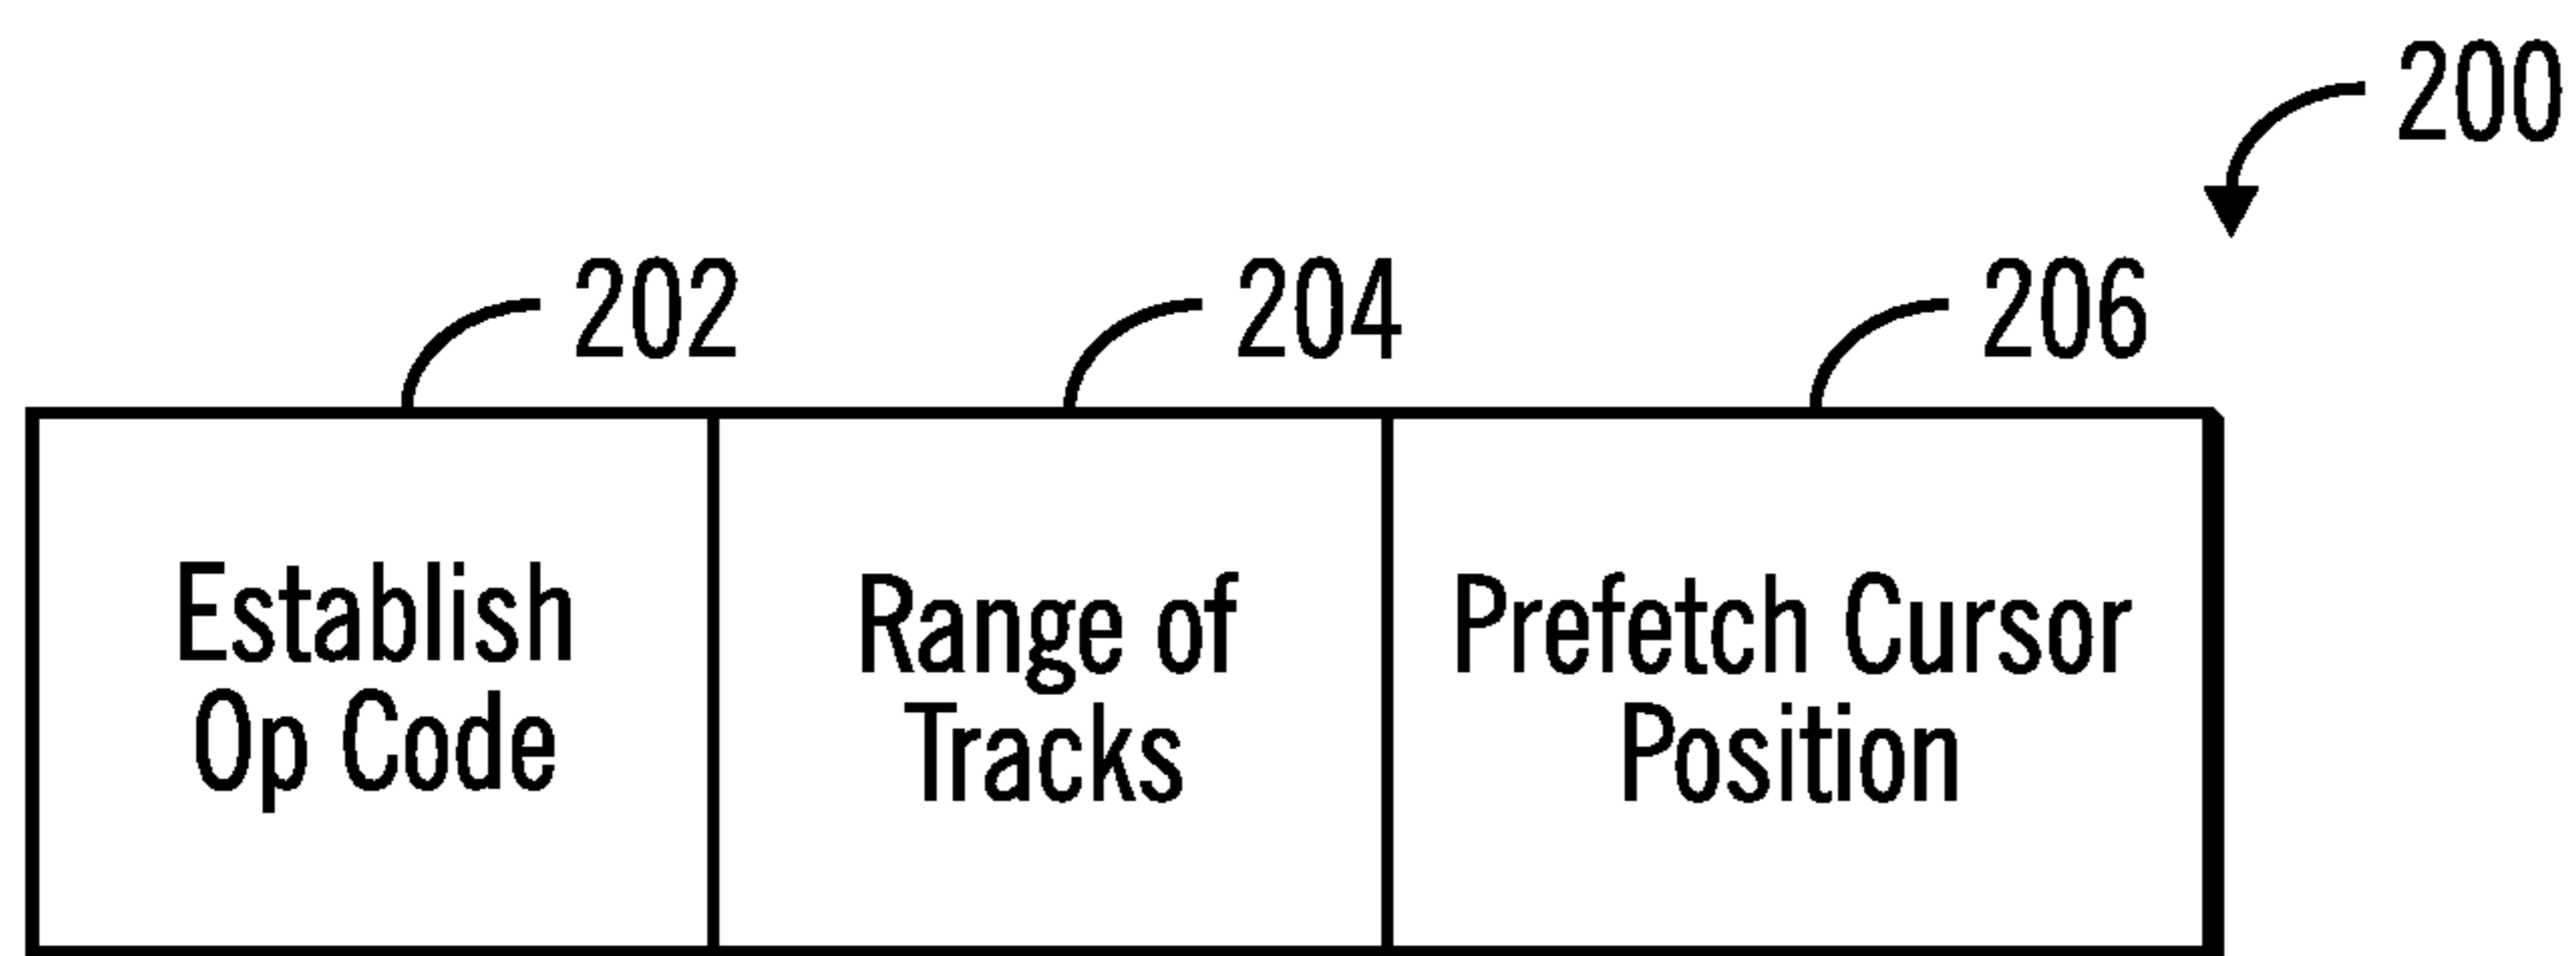 200
202
204
206
Establish
Op Code
Range of
Tracks
Prefetch Cursor
Position